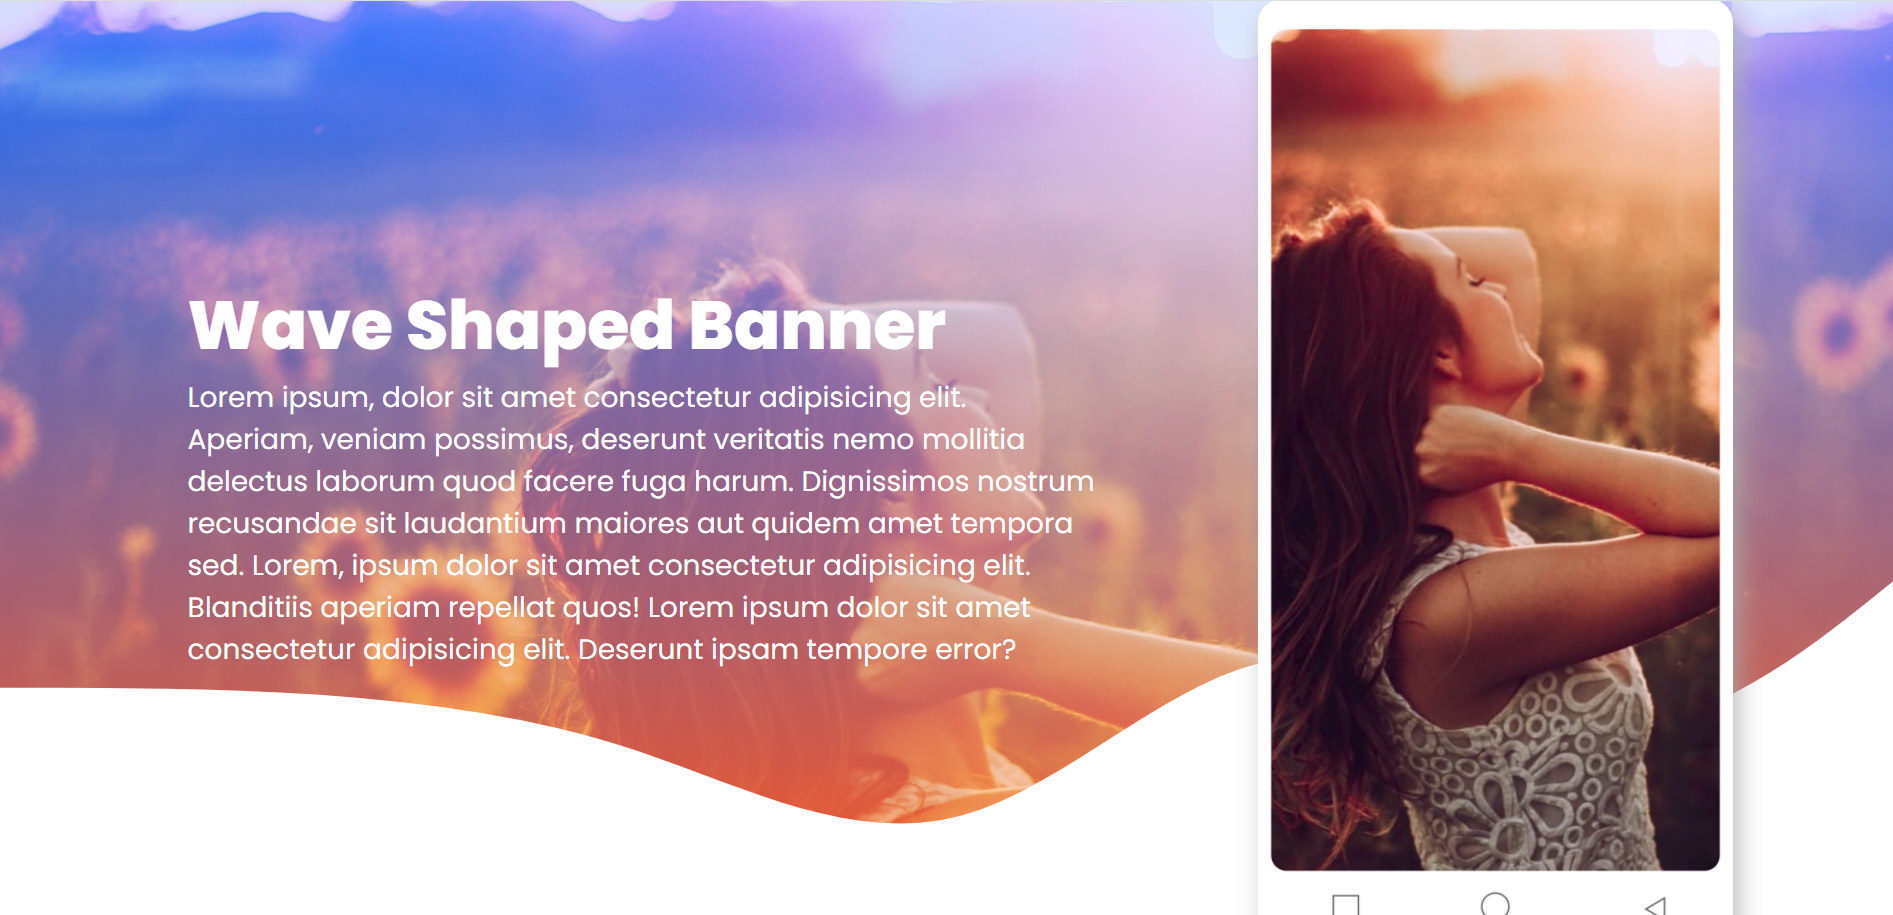 Wave Shaped Banner
Lorem ipsum, dolor sit amet consectetur adipisicing elit.
Aperiam, veniam possimus, deserunt veritatis nemo mollitia
delectus laborum quod facere fuga harum. Dignissimos nostrum
recusandae sit laudantium maiores aut quidem amet tempora
sed. Lorem, ipsum dolor sit amet consectetur adipisicing elit.
Blanditiis aperiam repellat quos! Lorem ipsum dolor sit amet
consectetur adipisicing elit. Deserunt ipsam tempore error?